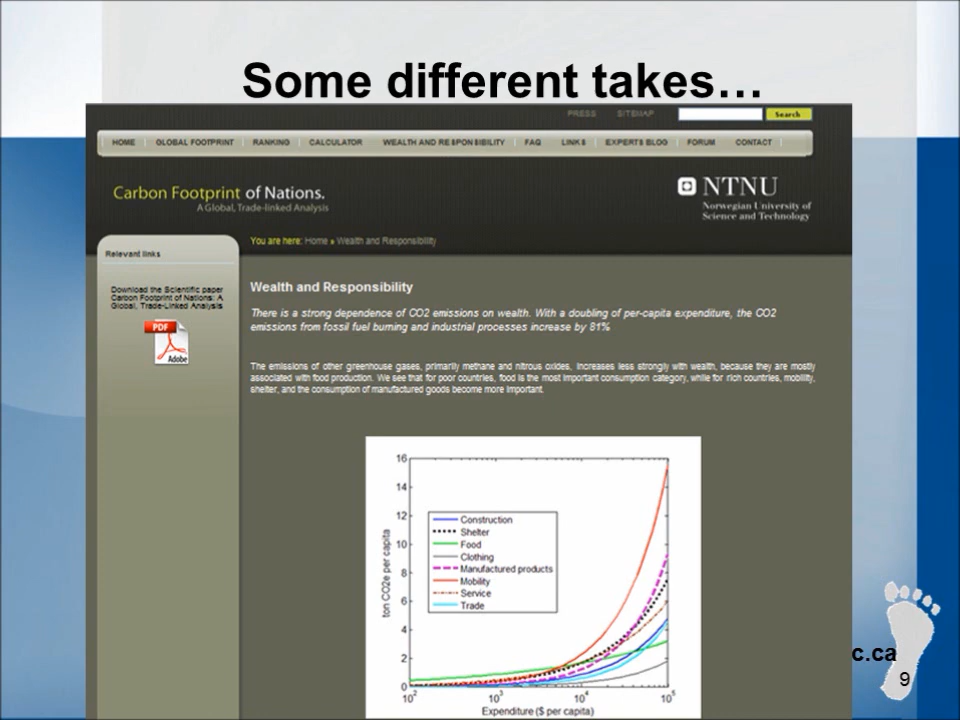 Some different takes…
PRESS SITEMAP Search
HOME GLOBAL FOOTPRINT RANKING CALCULATOR WEALTH AND RESPONSIBILITY FAQ LINKS EXPERTS BLOG FORUM CONTACT
Carbon Footprint of Nations.
A Global, Trade-linked Analysis
NTNU
Norwegian University of
Science and Technology
You are here: Home » Wealth and Responsibility
Relevant links
Download the Scientific paper
Carbon Footprint of Nations: A
Global, Trade-Linked Analysis
PDF
Adobe
Wealth and Responsibility
There is a strong dependence of CO2 emissions on wealth. With a doubling of per-capita expenditure, the CO2
emissions from fossil fuel burning and industrial processes increase by 81%
The emissions of other greenhouse gases, primarily methane and nitrous oxides, increases less strongly with wealth, because they are mostly
associated with food production. We see that for poor countries, food is the most important consumption category, while for rich countries, mobility,
shelter, and the consumption of manufactured goods become more important.
16
14
12
10
8
6
4
2
0
ton CO2e per capita
Construction
Shelter
Food
Clothing
Manufactured products
Mobility
Service
Trade
10² 10³ 10⁴ 10⁵
Expenditure ($ per capita)
c.ca
9